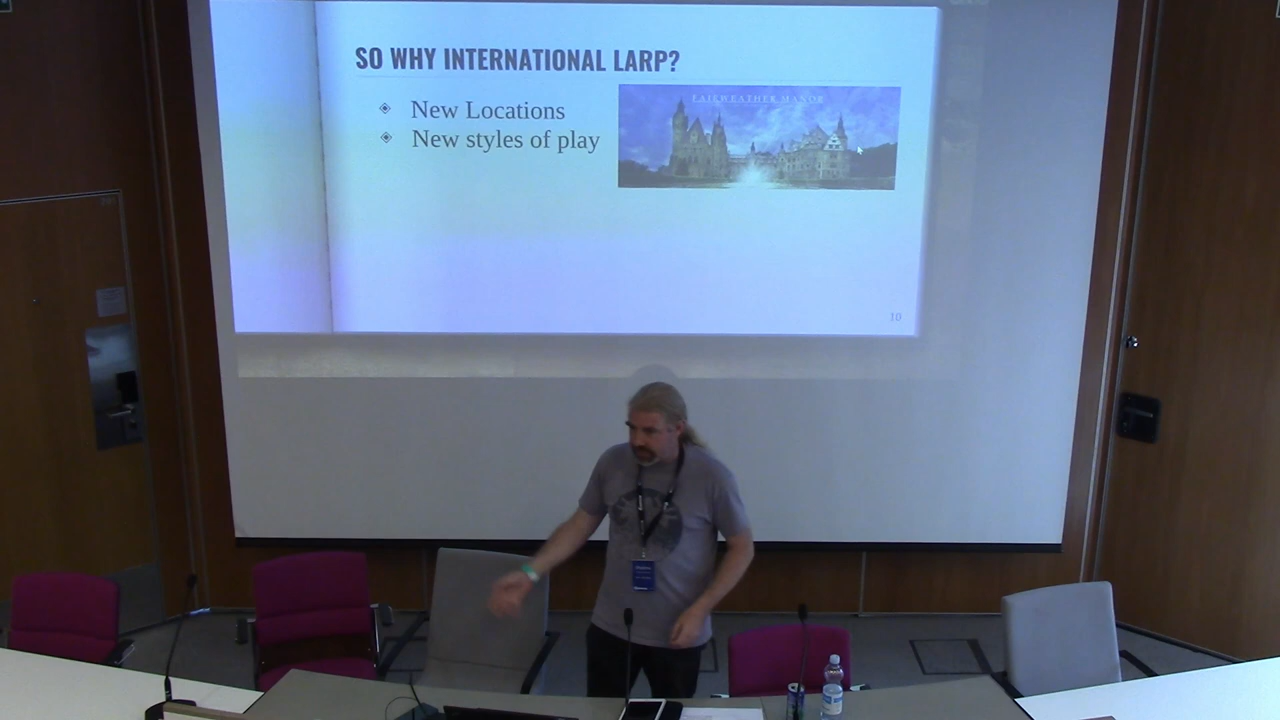 SO WHY INTERNATIONAL LARP?
New Locations
New styles of play
FAIRWEATHER MANOR
10